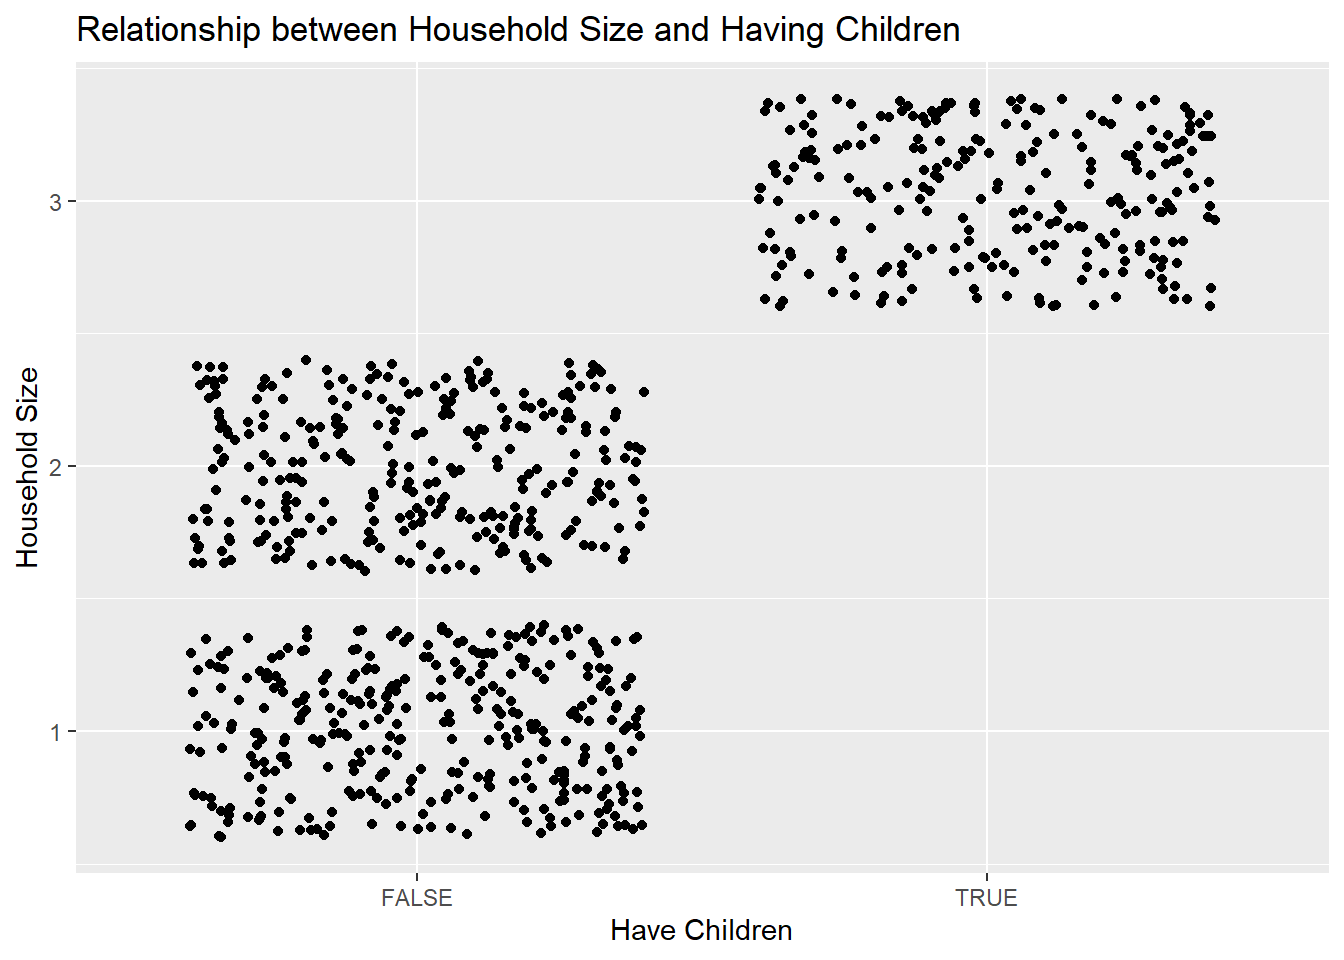 Relationship between Household Size and Having Children
3
2
1
Household Size
FALSE
TRUE
Have Children